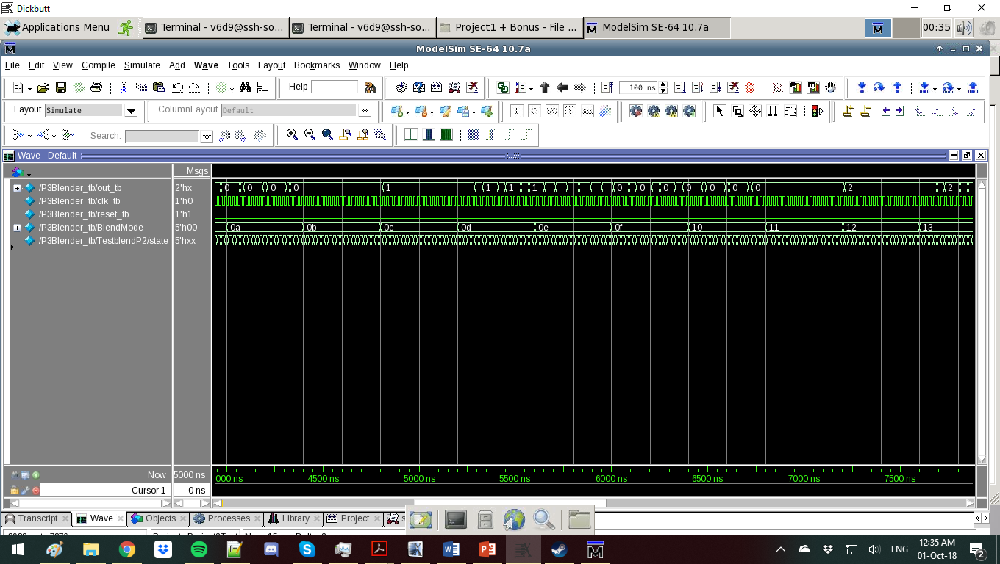 Dickbutt
Applications Menu
Terminal - v6d9@ssh-so...
Terminal - v6d9@ssh-so...
Project1 + Bonus - File ...
ModelSim SE-64 10.7a
00:35
ModelSim SE-64 10.7a
File Edit View Compile Simulate Add Wave Tools Layout Bookmarks Window Help
Help
100 ns
Layout Simulate
ColumnLayout Default
ALL
Search:
Wave - Default
Msgs
/P3Blender_tb/out_tb 2'hx 0 0 0 0 1 1 1 1 0 0 0 0 0 0 0 2 2
/P3Blender_tb/clk_tb 1'h0
/P3Blender_tb/reset_tb 1'h1
/P3Blender_tb/BlendMode 5'h00 0a 0b 0c 0d 0e 0f 10 11 12 13
/P3Blender_tb/TestblendP2/state 5'hxx
Now 5000 ns 000 ns 4500 ns 5000 ns 5500 ns 6000 ns 6500 ns 7000 ns 7500 ns
Cursor 1 0 ns
Transcript Wave Objects Processes Library Project s
ENG
12:35 AM
01-Oct-18
2